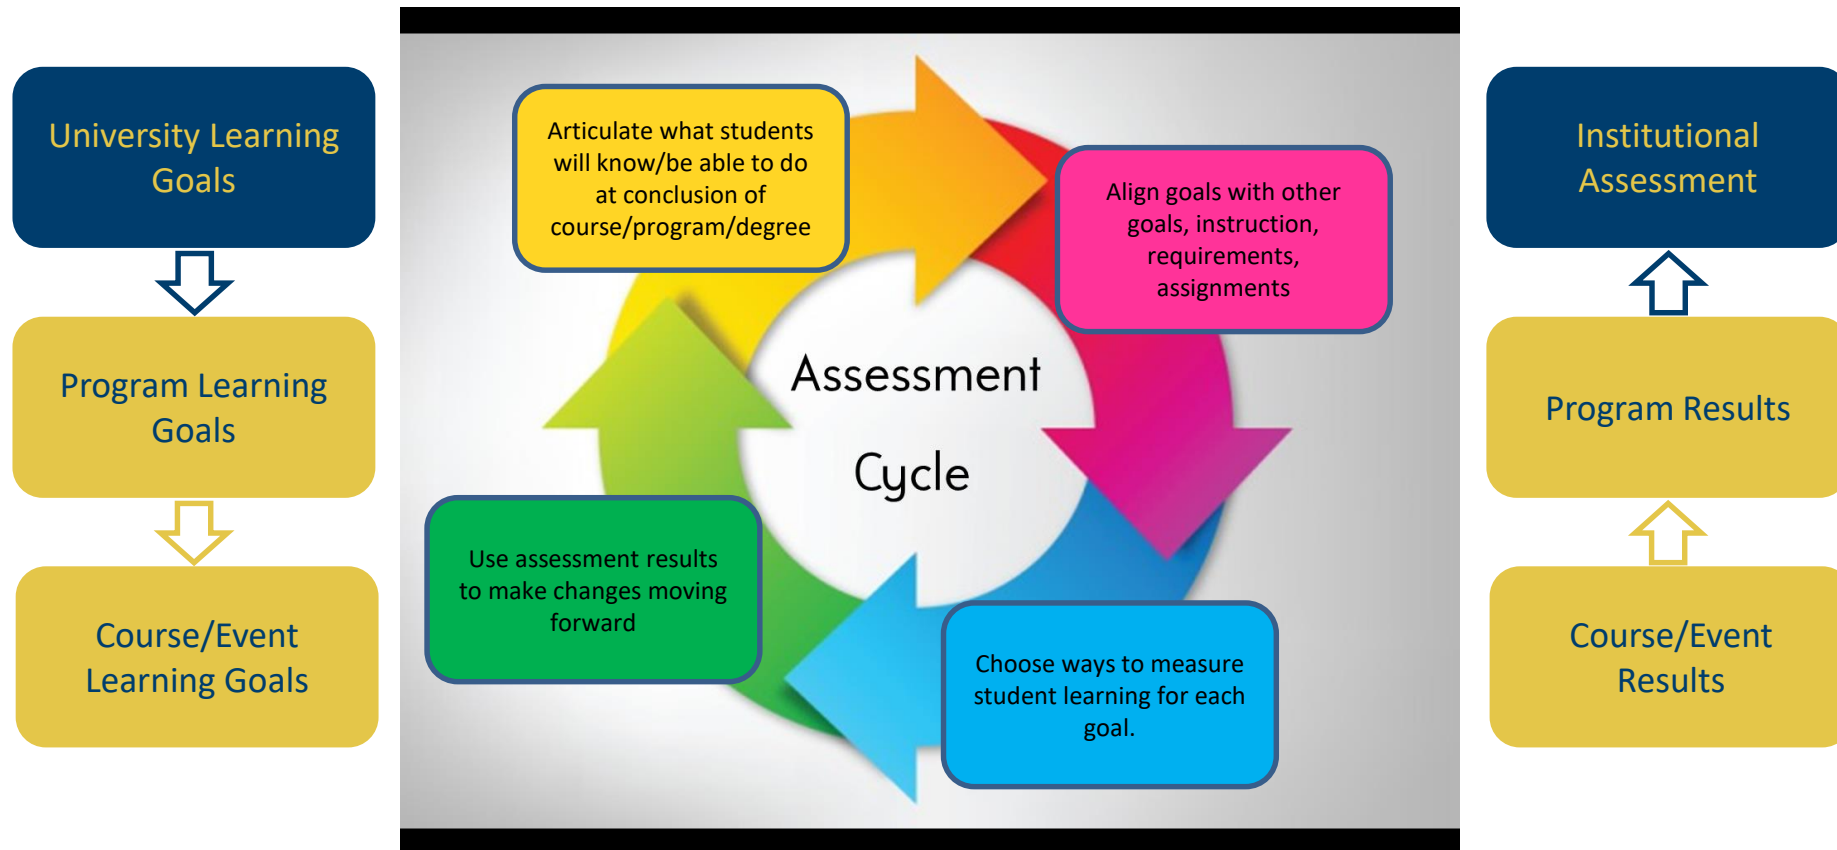 University Learning
Goals
Program Learning
Goals
Course/Event
Learning Goals
Articulate what students
will know/be able to do
at conclusion of
course/program/degree
Align goals with other
goals, instruction,
requirements,
assignments
Assessment
Cycle
Use assessment results
to make changes moving
forward
Choose ways to measure
student learning for each
goal.
Institutional
Assessment
Program Results
Course/Event
Results